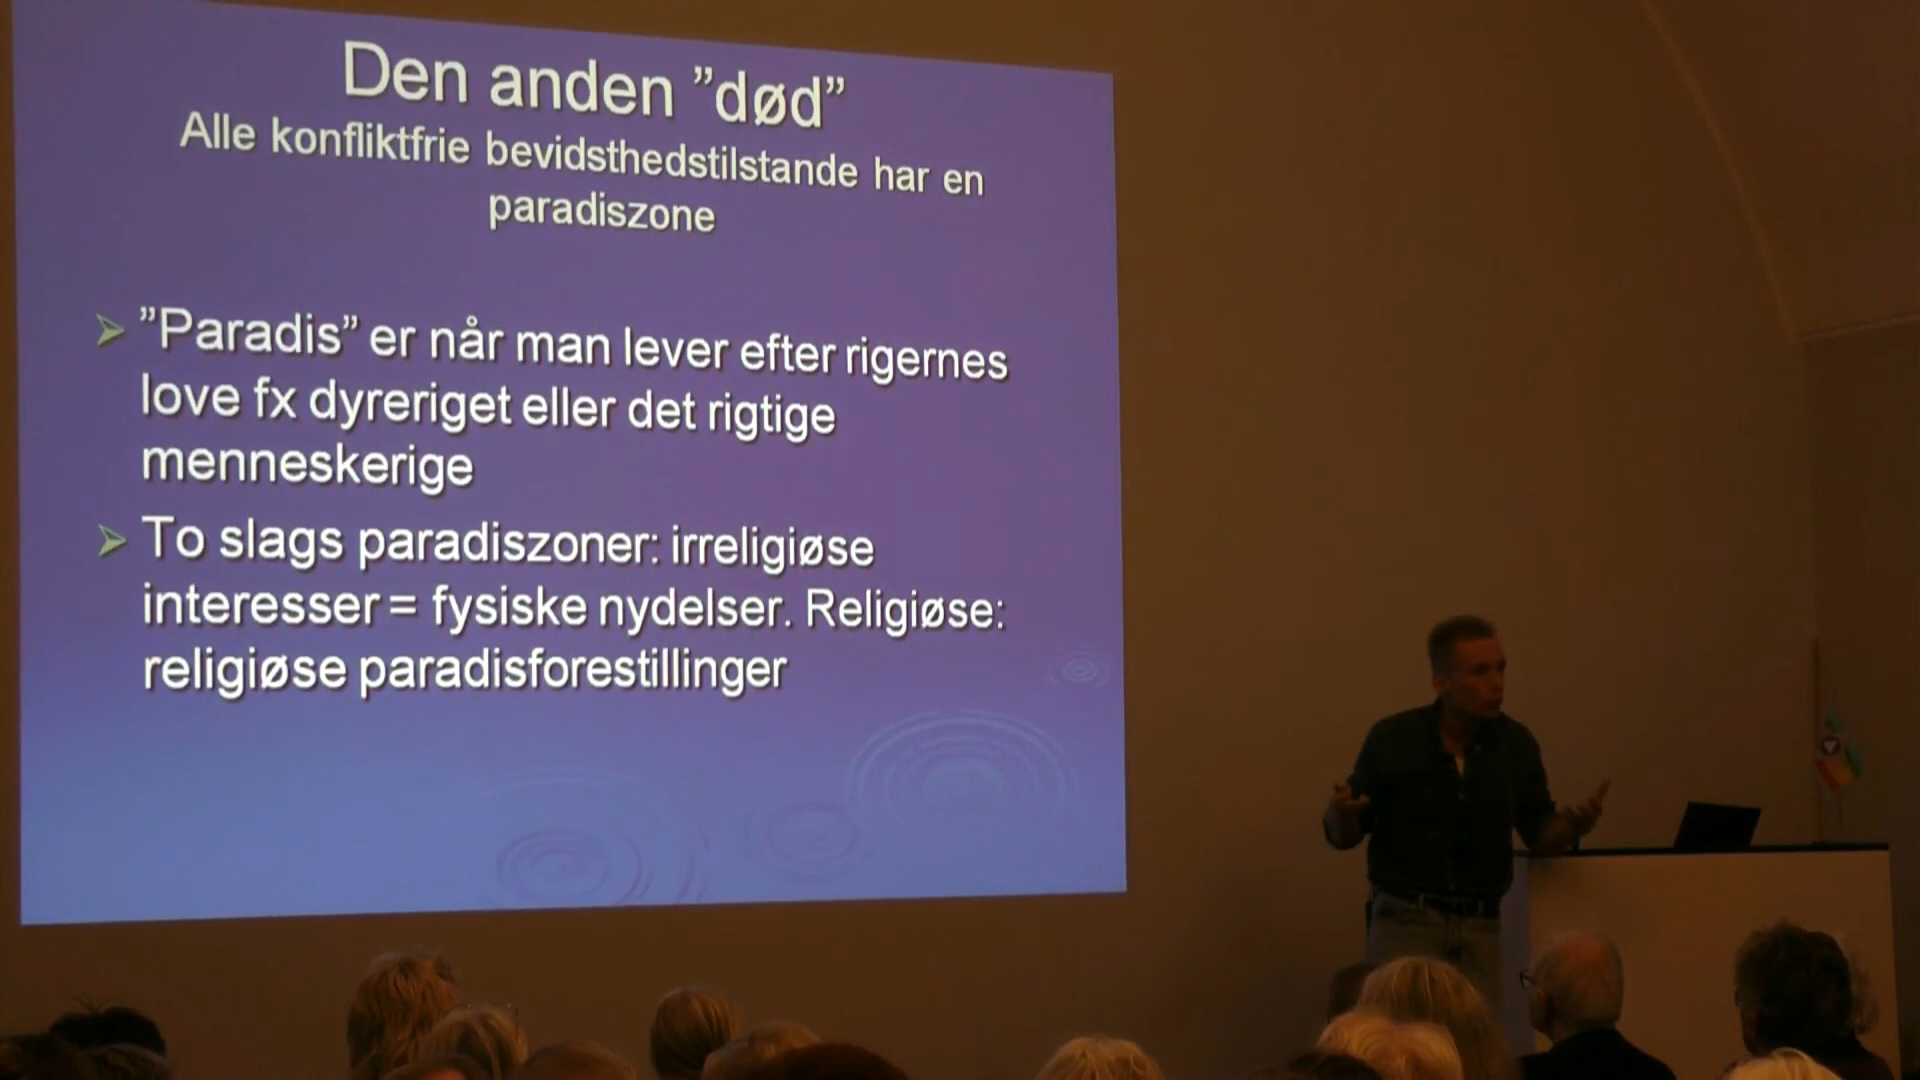 Den anden ”død”
Alle konfliktfrie bevidsthedstilstande har en
paradiszone
”Paradis” er når man lever efter rigernes
love fx dyreriget eller det rigtige
menneskerige
To slags paradiszoner: irreligiøse
interesser = fysiske nydelser. Religiøse:
religiøse paradisforestillinger